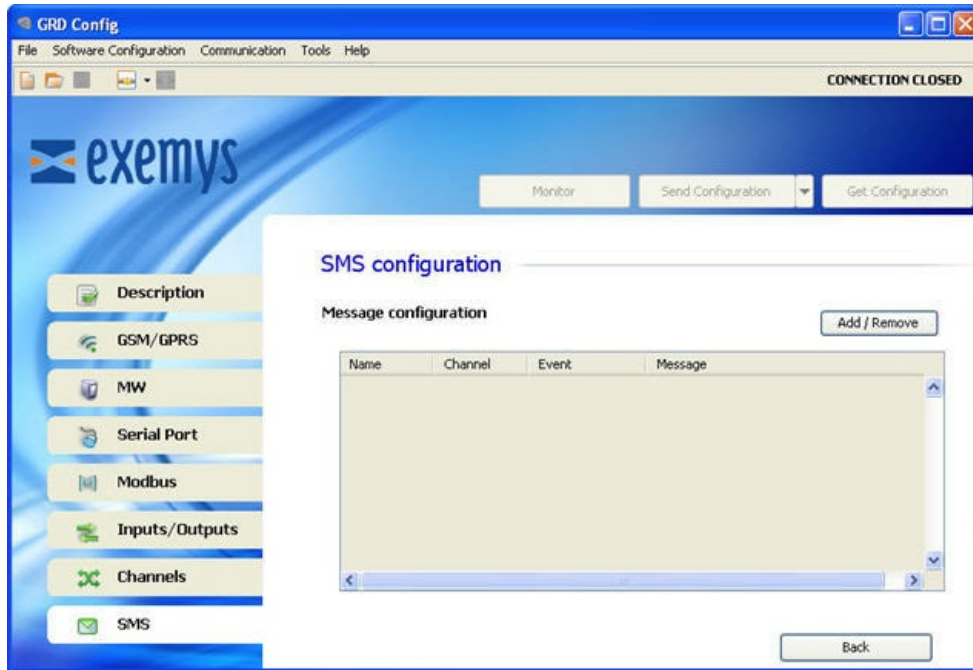 GRD Config
File Software Configuration Communication Tools Help
CONNECTION CLOSED
exemys
Monitor Send Configuration Get Configuration
SMS configuration
Description
Message configuration
Add / Remove
GSM/GPRS
Name Channel Event Message
MW
Serial Port
Modbus
Inputs/Outputs
Channels
SMS
Back